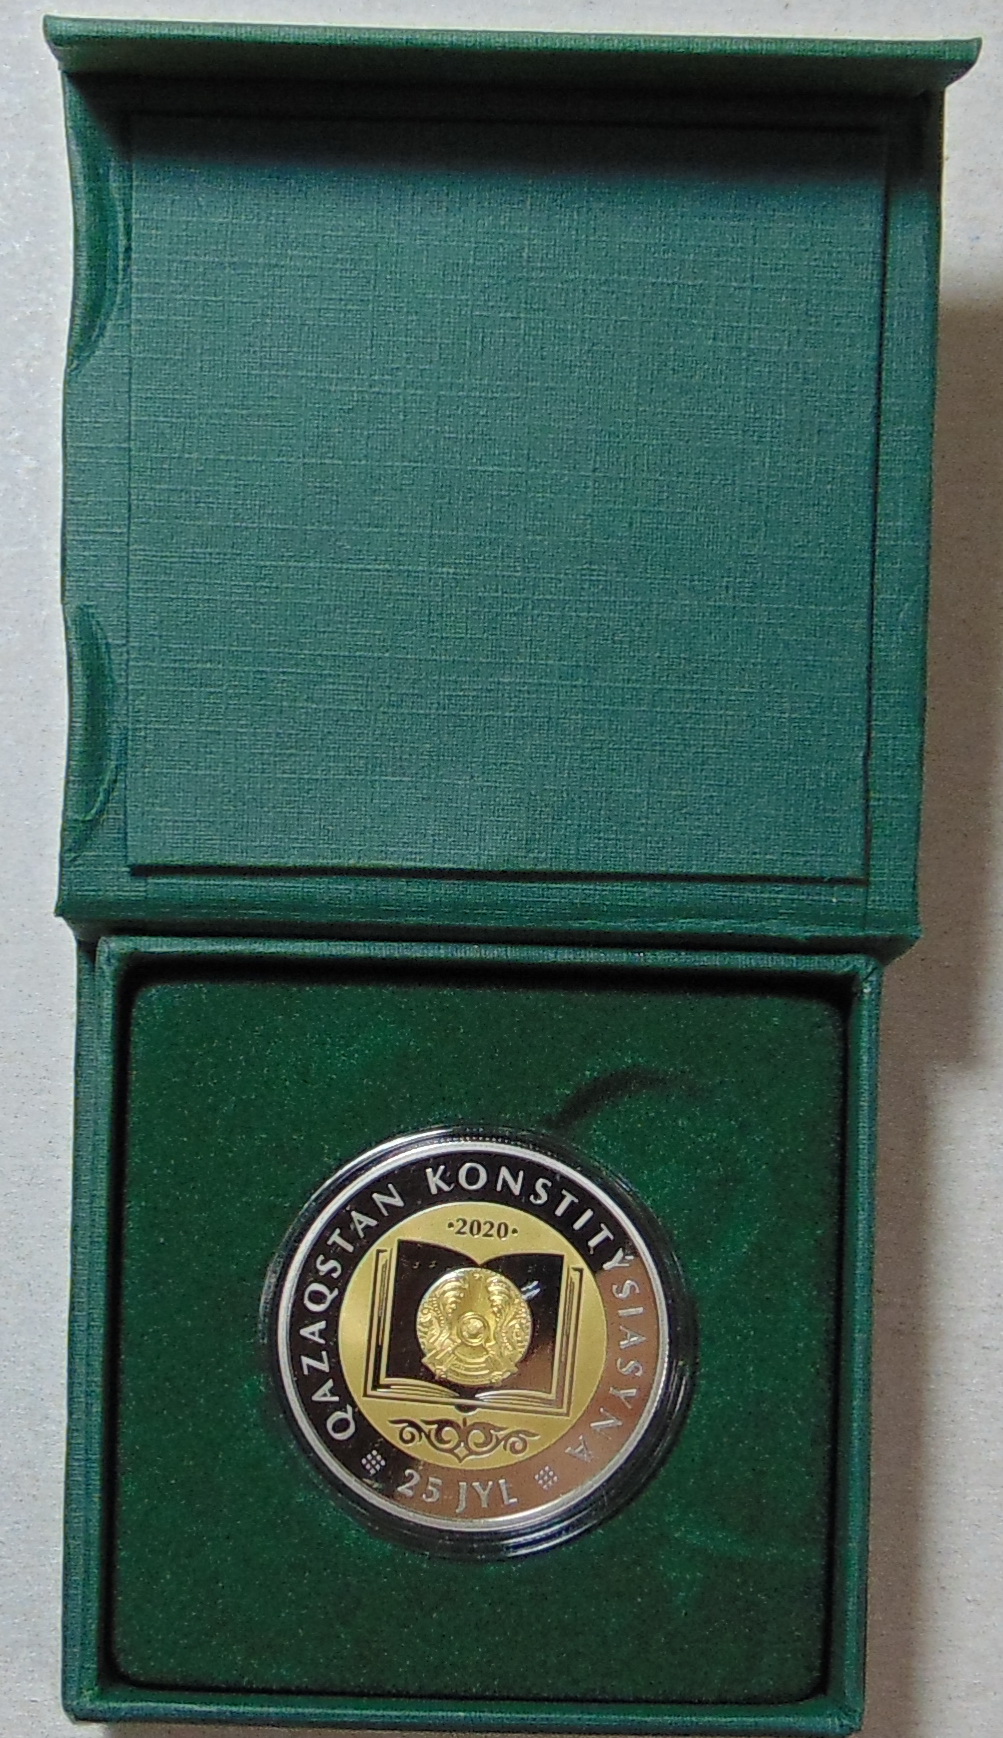 QAZAQSTAN KONSTITYSIASYNA
•2020•
25 JYL